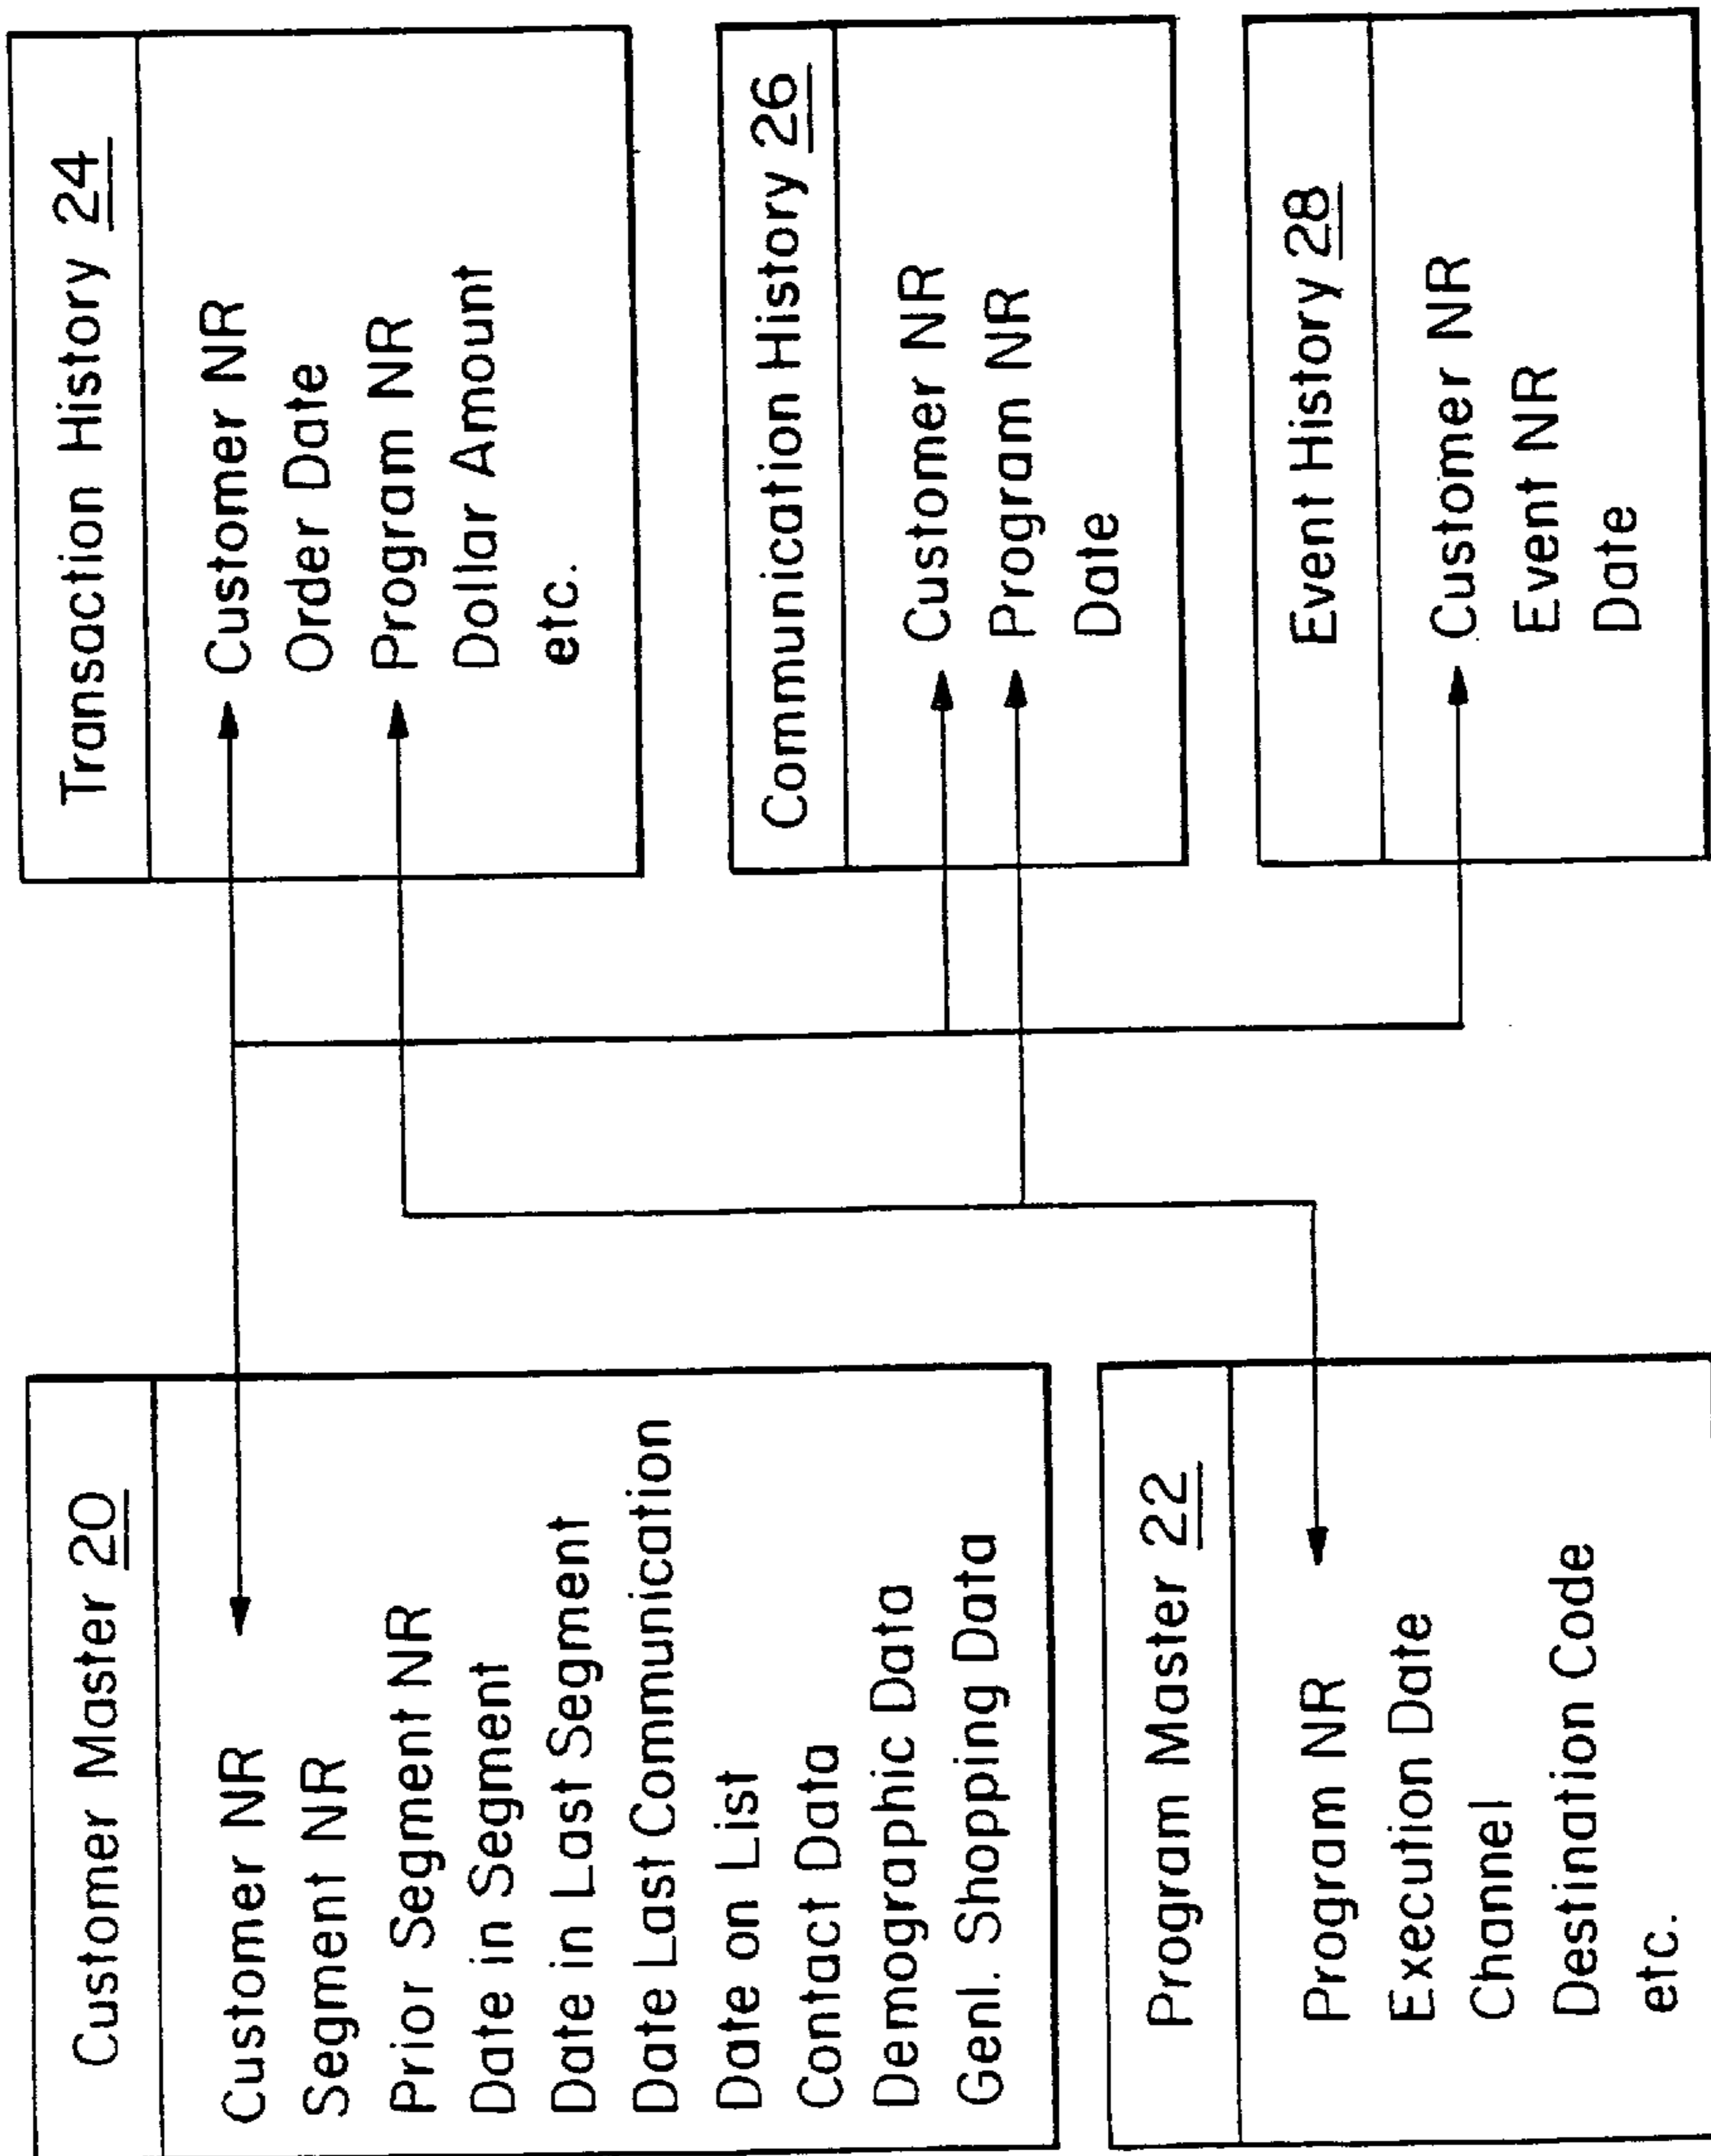 Customer Master 20
Customer NR
Segment NR
Prior Segment NR
Date in Segment
Date in Last Segment
Date Last Communication
Date on List
Contact Data
Demographic Data
Genl. Shopping Data
Program Master 22
Program NR
Execution Date
Channel
Destination Code
etc.
Transaction History 24
Customer NR
Order Date
Program NR
Dollar Amount
etc.
Communication History 26
Customer NR
Program NR
Date
Event History 28
Customer NR
Event NR
Date